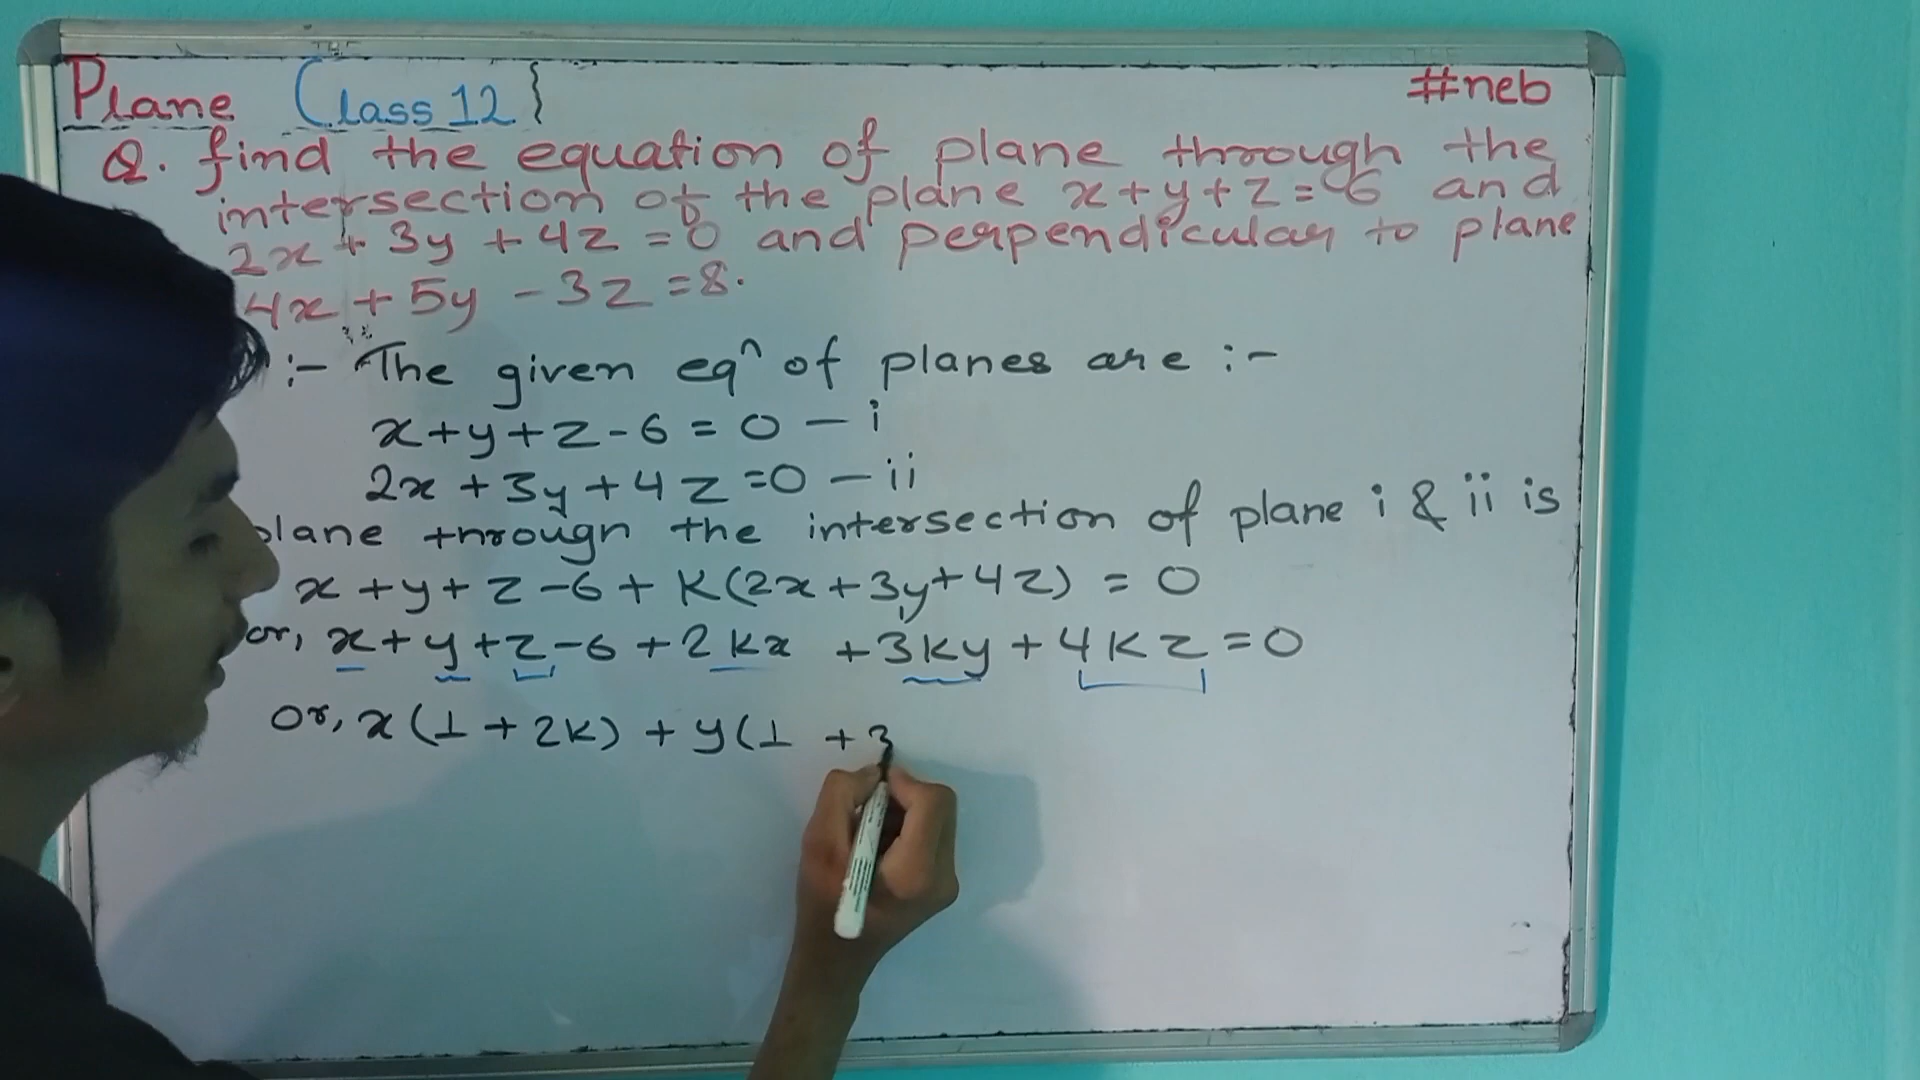 Plane Class 12} #neb
Q. find the equation of plane through the
intersection of the plane x+y+z=6 and
2x+3y+4z=0 and perpendicular to plane
4x+5y-3z=8.
:- The given eqⁿ of planes are :-
x+y+z-6=0 - i
2x+3y+4z=0 - ii
plane through the intersection of plane i & ii is
x+y+z-6+K(2x+3y+4z)=0
or, x+y+z-6+2kx+3ky+4kz=0
or, x(1+2k)+y(1+3